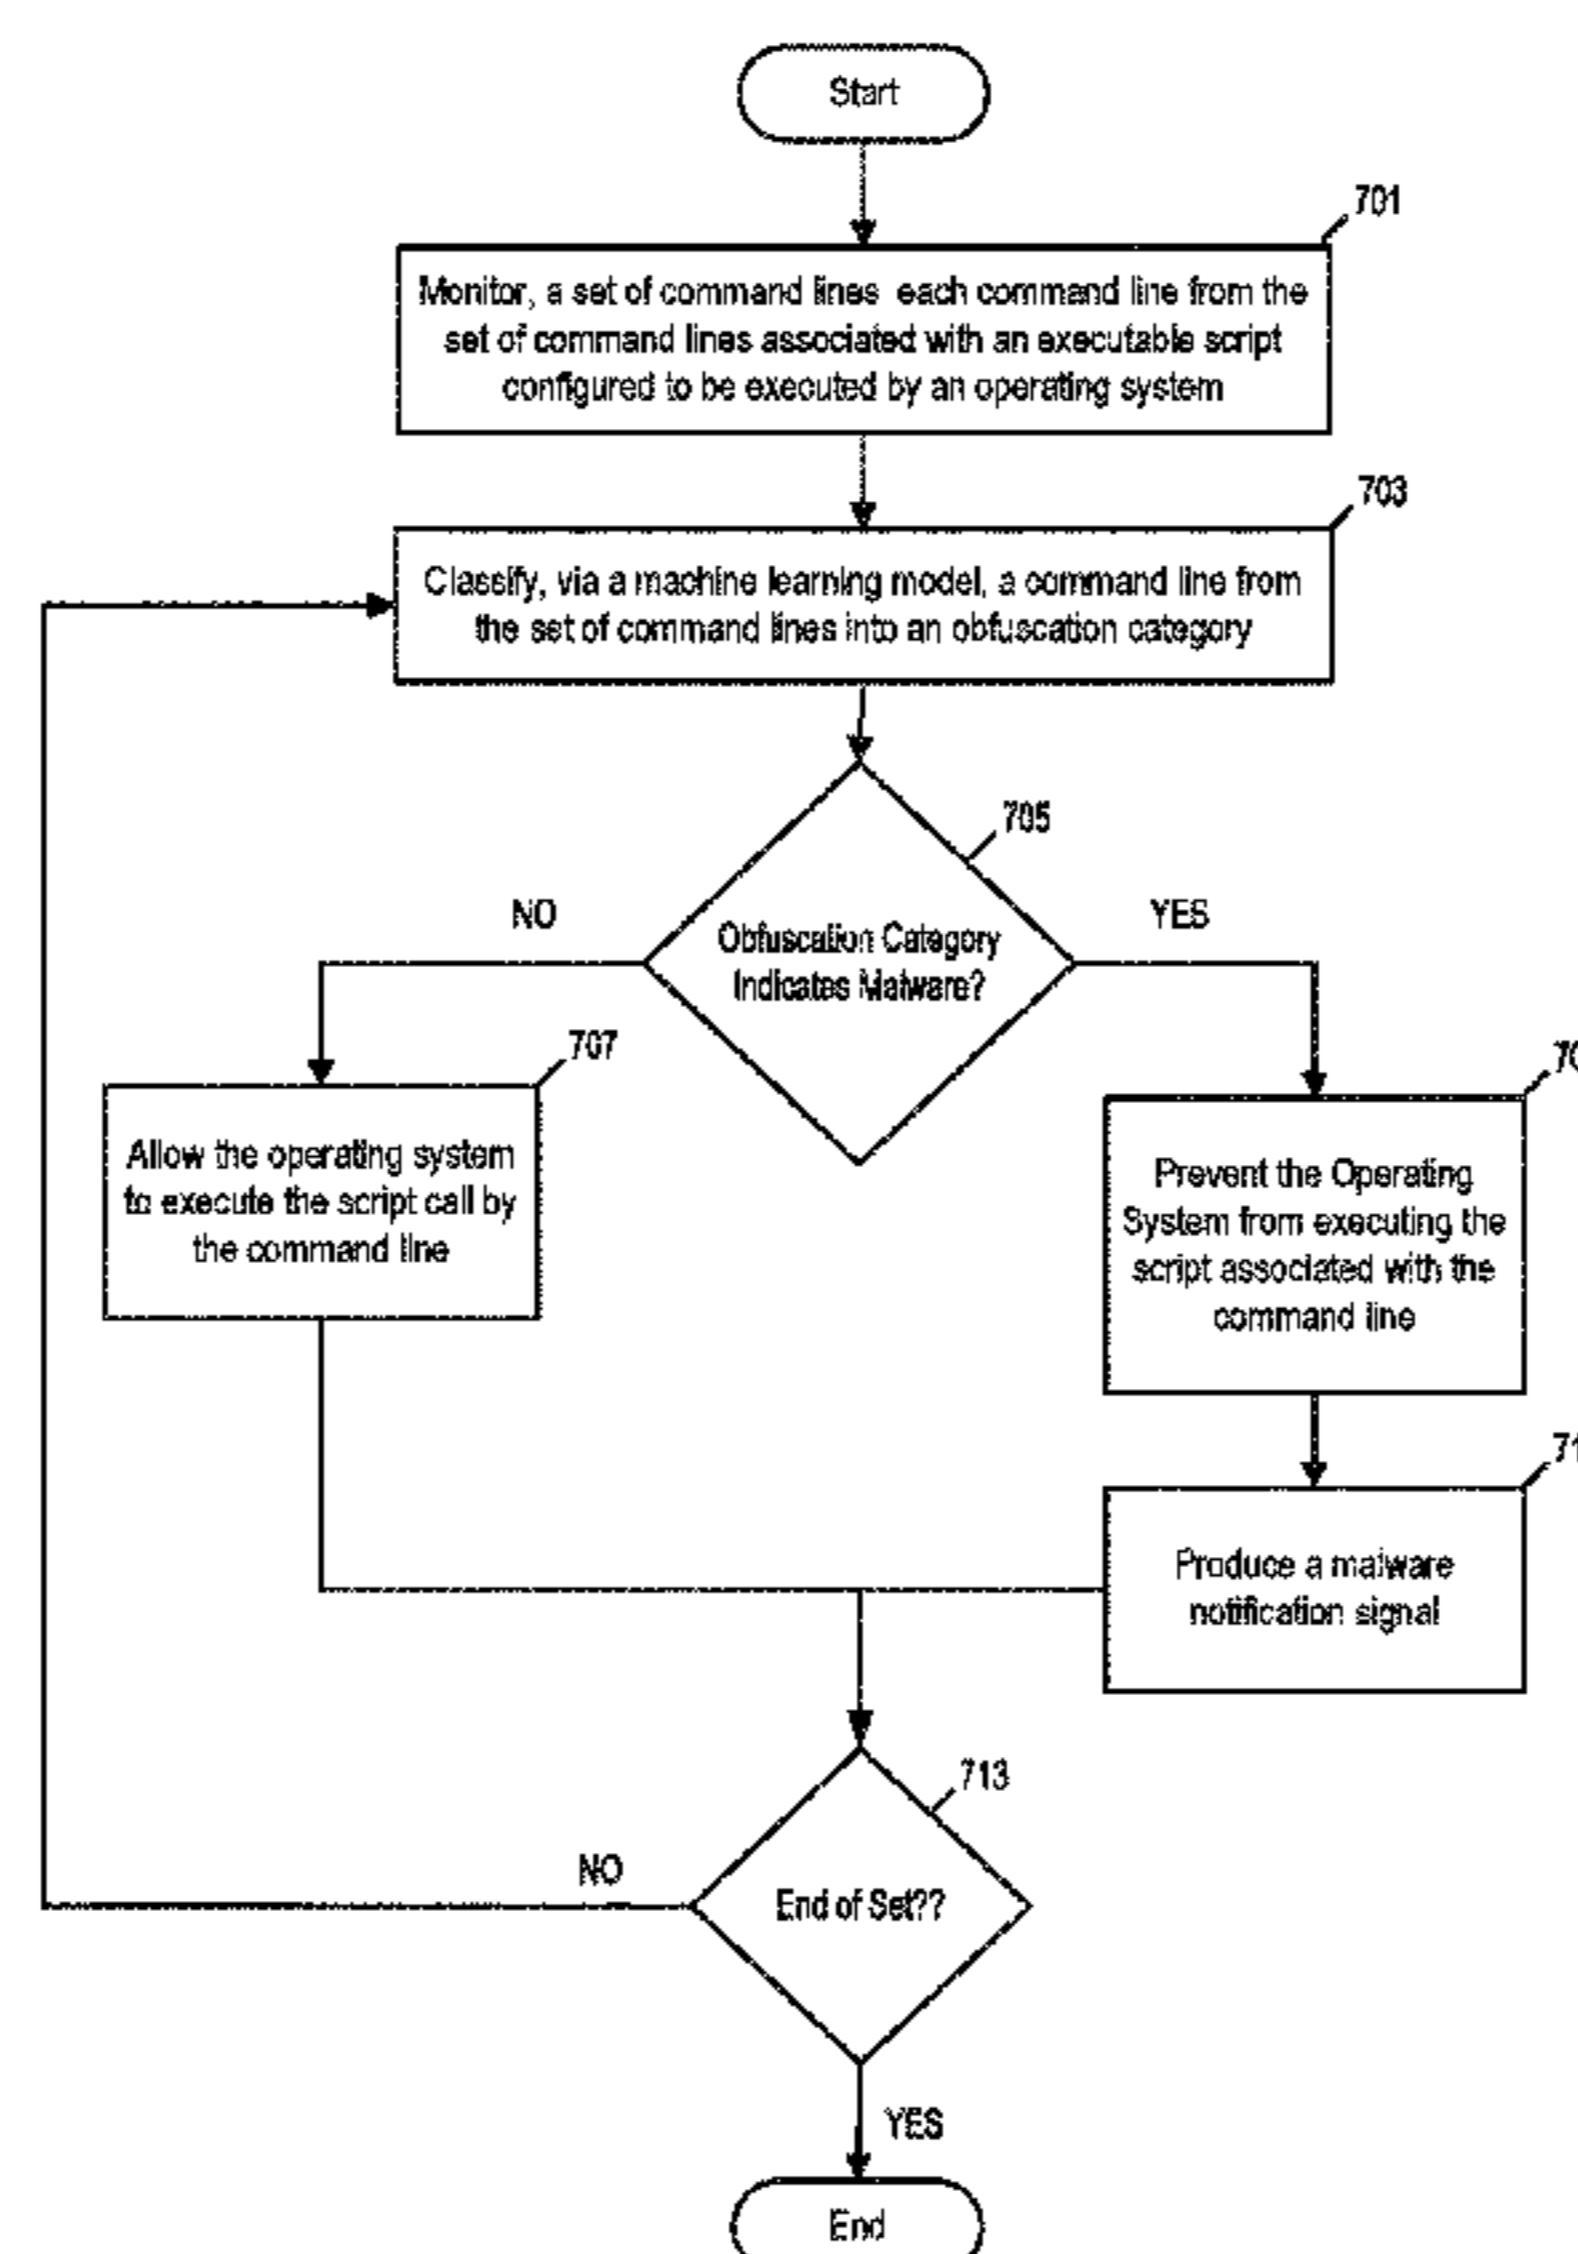 Start
701
Monitor, a set of command lines each command line from the
set of command lines associated with an executable script
configured to be executed by an operating system
703
Classify, via a machine learning model, a command line from
the set of command lines into an obfuscation category
705
NO
YES
Obfuscation Category
Indicates Malware?
707
Allow the operating system
to execute the script call by
the command line
Prevent the Operating
System from executing the
script associated with the
command line
Produce a malware
notification signal
713
NO
End of Set??
YES
End